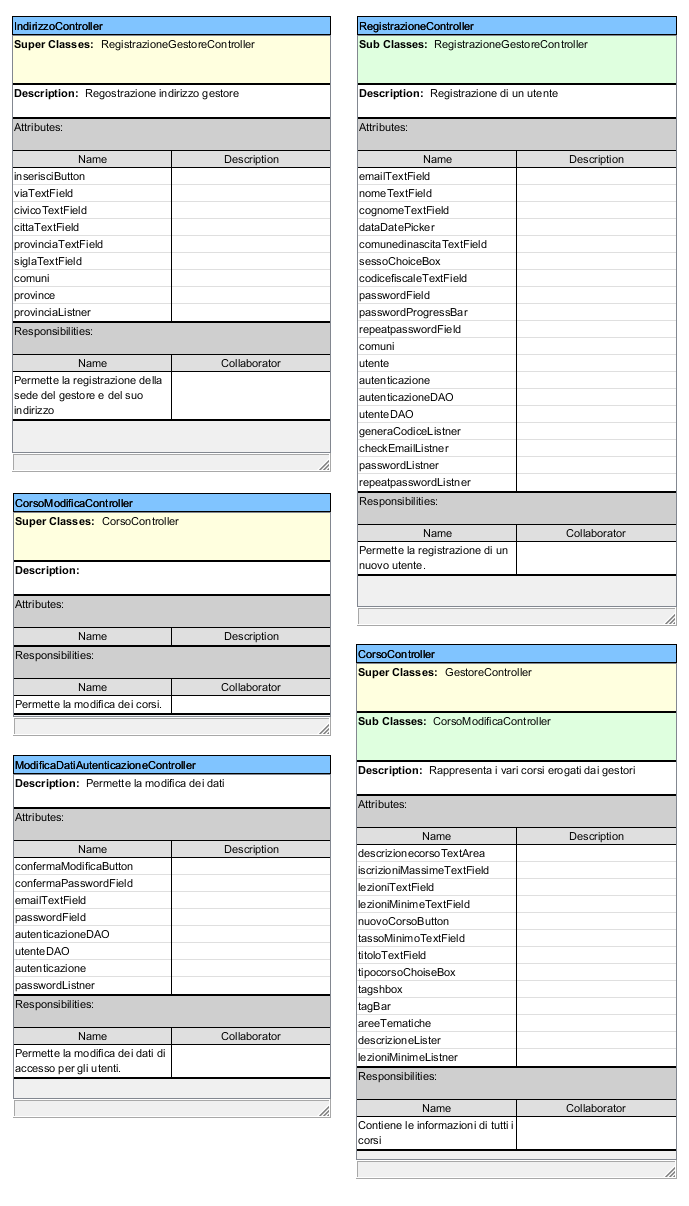 IndirizzoController
Super Classes: RegistrazioneGestoreController
Description: Regostrazione indirizzo gestore
Attributes:
Name Description
inserisciButton
viaTextField
civicoTextField
cittaTextField
provinciaTextField
siglaTextField
comuni
province
provinciaListner
Responsibilities:
Name Collaborator
Permette la registrazione della
sede del gestore e del suo
indirizzo
CorsoModificaController
Super Classes: CorsoController
Description:
Attributes:
Name Description
Responsibilities:
Name Collaborator
Permette la modifica dei corsi.
ModificaDatiAutenticazioneController
Description: Permette la modifica dei dati
Attributes:
Name Description
confermaModificaButton
confermaPasswordField
emailTextField
passwordField
autenticazioneDAO
utenteDAO
autenticazione
passwordListner
Responsibilities:
Name Collaborator
Permette la modifica dei dati di
accesso per gli utenti.
RegistrazioneController
Sub Classes: RegistrazioneGestoreController
Description: Registrazione di un utente
Attributes:
Name Description
emailTextField
nomeTextField
cognomeTextField
dataDatePicker
comunedinascitaTextField
sessoChoiceBox
codicefiscaleTextField
passwordField
passwordProgressBar
repeatpasswordField
comuni
utente
autenticazione
autenticazioneDAO
utenteDAO
generaCodiceListner
checkEmailListner
passwordListner
repeatpasswordListner
Responsibilities:
Name Collaborator
Permette la registrazione di un
nuovo utente.
CorsoController
Super Classes: GestoreController
Sub Classes: CorsoModificaController
Description: Rappresenta i vari corsi erogati dai gestori
Attributes:
Name Description
descrizionecorsoTextArea
iscrizioniMassimeTextField
lezioniTextField
lezioniMinimeTextField
nuovoCorsoButton
tassoMinimoTextField
titoloTextField
tipocorsoChoiseBox
tagshbox
tagBar
areeTematiche
descrizioneLister
lezioniMinimeListner
Responsibilities:
Name Collaborator
Contiene le informazioni di tutti i
corsi